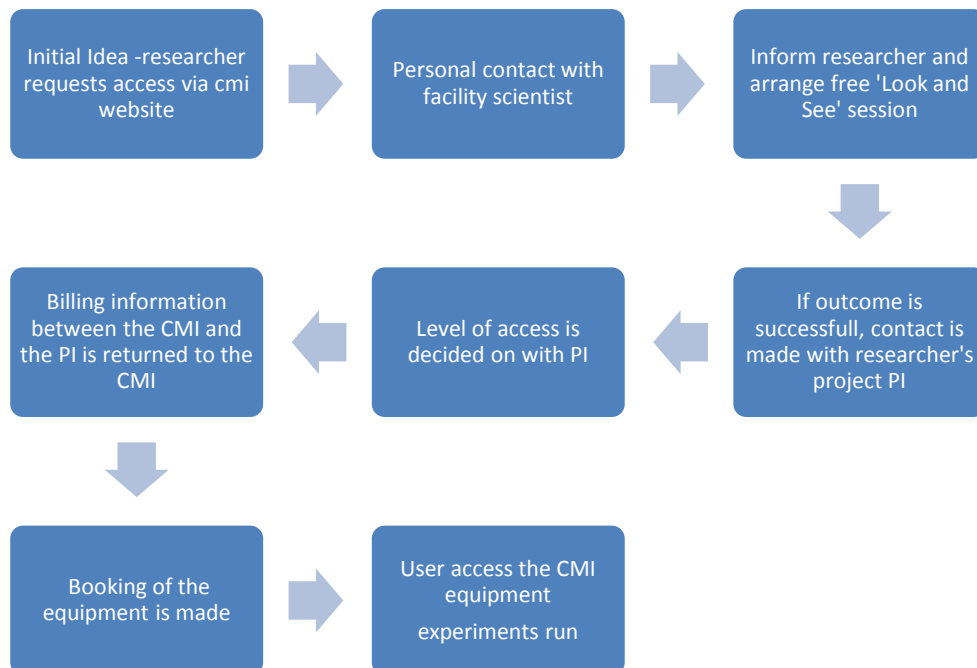 Initial Idea -researcher
requests access via cmi
website
Personal contact with
facility scientist
Inform researcher and
arrange free 'Look and
See' session
If outcome is
successfull, contact is
made with researcher's
project PI
Level of access is
decided on with PI
Billing information
between the CMI and
the PI is returned to the
CMI
Booking of the
equipment is made
User access the CMI
equipment
experiments run